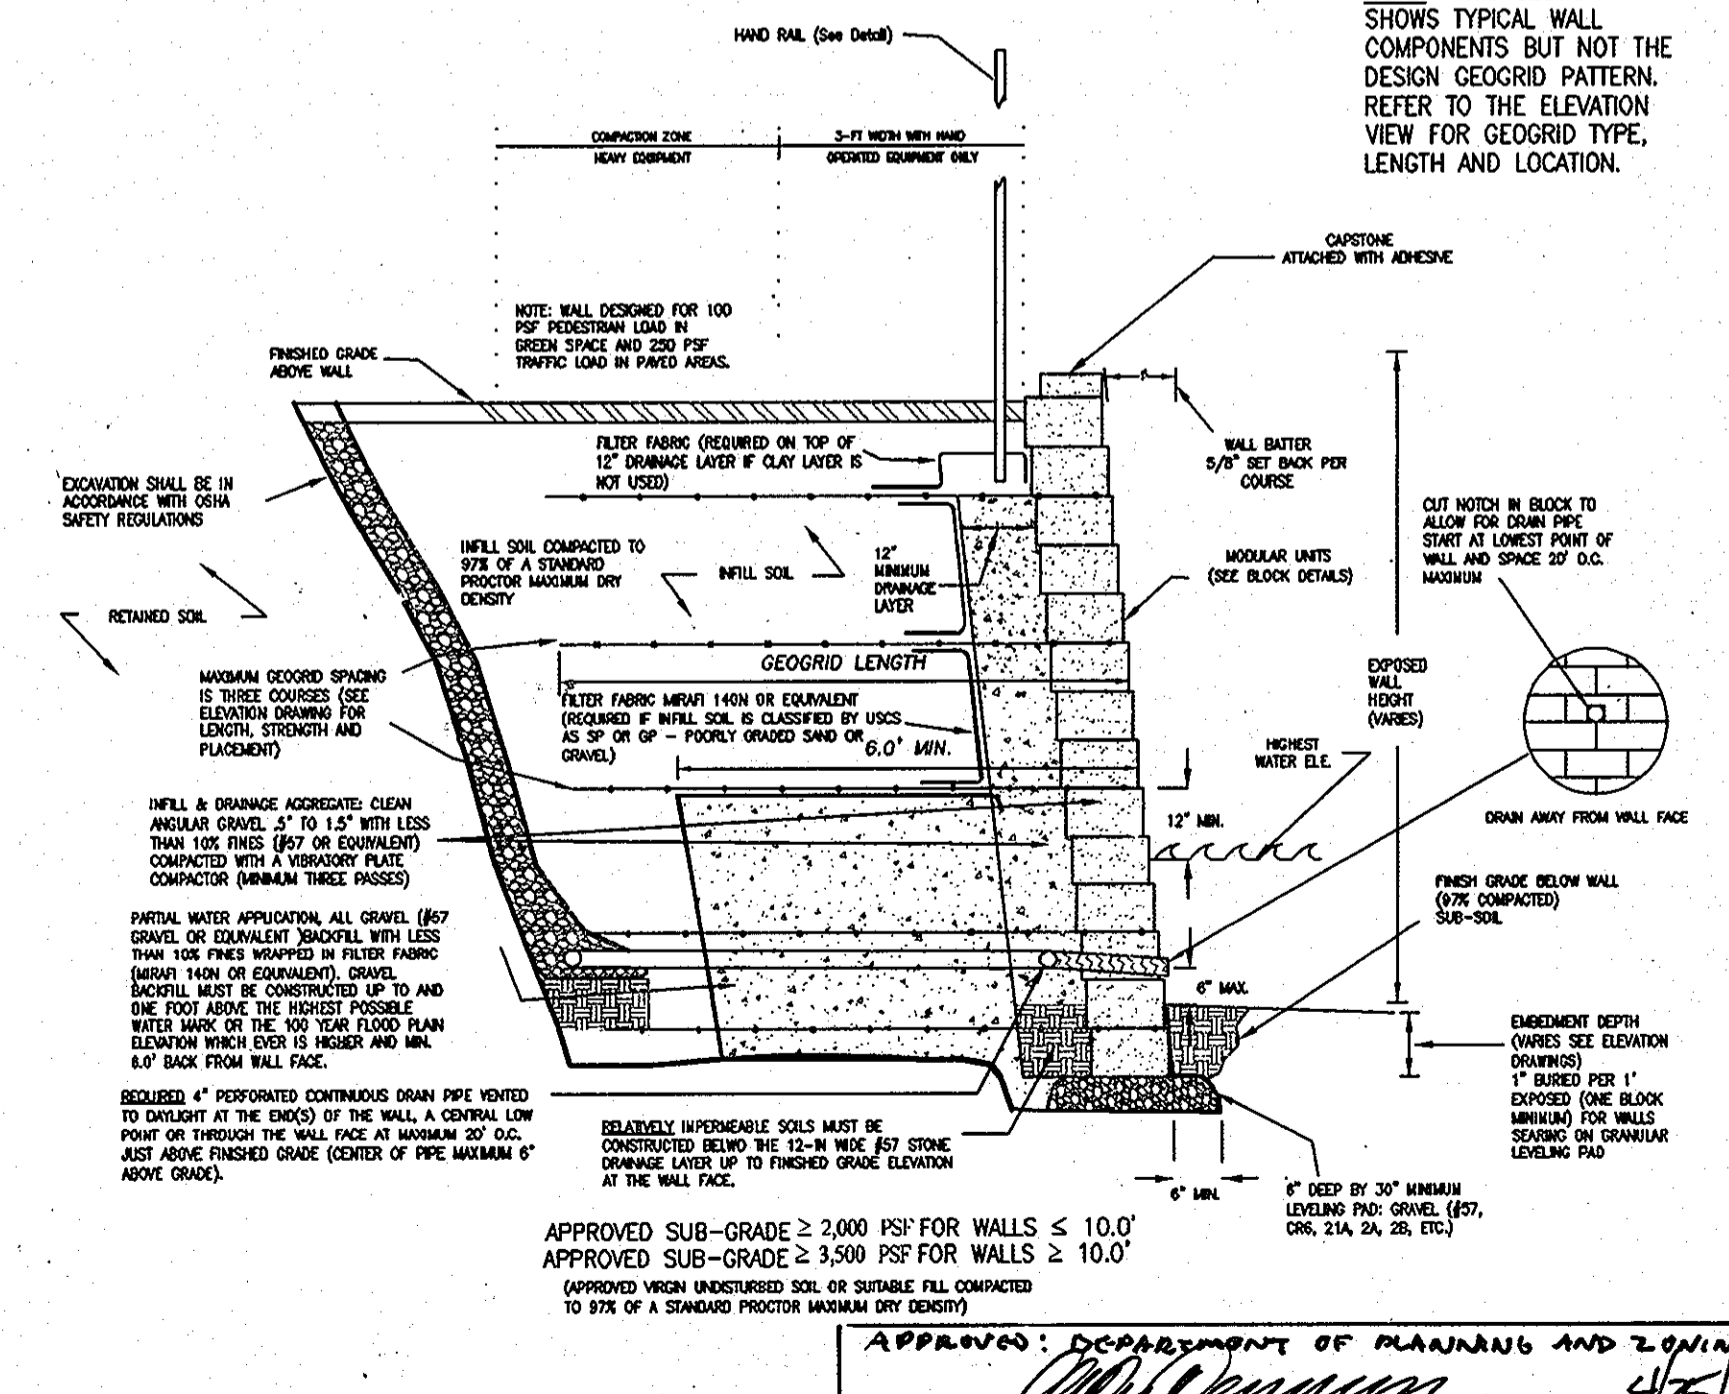 SHOWS TYPICAL WALL
COMPONENTS BUT NOT THE
DESIGN GEOGRID PATTERN.
REFER TO THE ELEVATION
VIEW FOR GEOGRID TYPE,
LENGTH AND LOCATION.
HAND RAIL (See Detail)
COMPACTION ZONE
HEAVY EQUIPMENT
3-FT WIDTH WITH HAND
OPERATED EQUIPMENT ONLY
CAPSTONE
ATTACHED WITH ADHESIVE
NOTE: WALL DESIGNED FOR 100
PSF PEDESTRIAN LOAD IN
GREEN SPACE AND 250 PSF
TRAFFIC LOAD IN PAVED AREAS.
FINISHED GRADE
ABOVE WALL
FILTER FABRIC (REQUIRED ON TOP OF
12" DRAINAGE LAYER IF CLAY LAYER IS
NOT USED)
WALL BATTER
5/8" SET BACK PER
COURSE
EXCAVATION SHALL BE IN
ACCORDANCE WITH OSHA
SAFETY REGULATIONS
CUT NOTCH IN BLOCK TO
ALLOW FOR DRAIN PIPE
START AT LOWEST POINT OF
WALL AND SPACE 20' O.C.
MAXIMUM
INFILL SOIL COMPACTED TO
97% OF A STANDARD
PROCTOR MAXIMUM DRY
DENSITY
INFILL SOIL
12"
MINIMUM
DRAINAGE
LAYER
MODULAR UNITS
(SEE BLOCK DETAILS)
RETAINED SOIL
GEOGRID LENGTH
MAXIMUM GEOGRID SPACING
IS THREE COURSES (SEE
ELEVATION DRAWING FOR
LENGTH, STRENGTH AND
PLACEMENT)
FILTER FABRIC MIRAFI 140N OR EQUIVALENT
(REQUIRED IF INFILL SOIL IS CLASSIFIED BY USCS
AS SP OR GP - POORLY GRADED SAND OR
GRAVEL)
6.0' MIN.
EXPOSED
WALL
HEIGHT
(VARIES)
HIGHEST
WATER ELE.
DRAIN AWAY FROM WALL FACE
INFILL & DRAINAGE AGGREGATE: CLEAN
ANGULAR GRAVEL .5" TO 1.5" WITH LESS
THAN 10% FINES (#57 OR EQUIVALENT)
COMPACTED WITH A VIBRATORY PLATE
COMPACTOR (MINIMUM THREE PASSES)
12" MIN.
FINISH GRADE BELOW WALL
(97% COMPACTED)
SUB-SOIL
PARTIAL WATER APPLICATION, ALL GRAVEL (#57
GRAVEL OR EQUIVALENT )BACKFILL WITH LESS
THAN 10% FINES WRAPPED IN FILTER FABRIC
(MIRAFI 140N OR EQUIVALENT). GRAVEL
BACKFILL MUST BE CONSTRUCTED UP TO AND
ONE FOOT ABOVE THE HIGHEST POSSIBLE
WATER MARK OR THE 100 YEAR FLOOD PLAIN
ELEVATION WHICH EVER IS HIGHER AND MIN.
6.0' BACK FROM WALL FACE.
6" MAX.
EMBEDMENT DEPTH
(VARIES SEE ELEVATION
DRAWINGS)
1" BURIED PER 1'
EXPOSED (ONE BLOCK
MINIMUM) FOR WALLS
SEARING ON GRANULAR
LEVELING PAD
REQUIRED 4" PERFORATED CONTINUOUS DRAIN PIPE VENTED
TO DAYLIGHT AT THE END(S) OF THE WALL, A CENTRAL LOW
POINT OR THROUGH THE WALL FACE AT MAXIMUM 20' O.C.
JUST ABOVE FINISHED GRADE (CENTER OF PIPE MAXIMUM 6"
ABOVE GRADE).
RELATIVELY IMPERMEABLE SOILS MUST BE
CONSTRUCTED BELWO THE 12-IN WIDE #57 STONE
DRAINAGE LAYER UP TO FINISHED GRADE ELEVATION
AT THE WALL FACE.
6" MIN.
6" DEEP BY 30" MINIMUM
LEVELING PAD: GRAVEL (#57,
CR6, 21A, 2A, 2B, ETC.)
APPROVED SUB-GRADE ≥ 2,000 PSF FOR WALLS ≤ 10.0'
APPROVED SUB-GRADE ≥ 3,500 PSF FOR WALLS ≥ 10.0'
(APPROVED VIRGIN UNDISTURBED SOIL OR SUITABLE FILL COMPACTED
TO 97% OF A STANDARD PROCTOR MAXIMUM DRY DENSITY)
APPROVED: DEPARTMENT OF PLANNING AND ZONIN